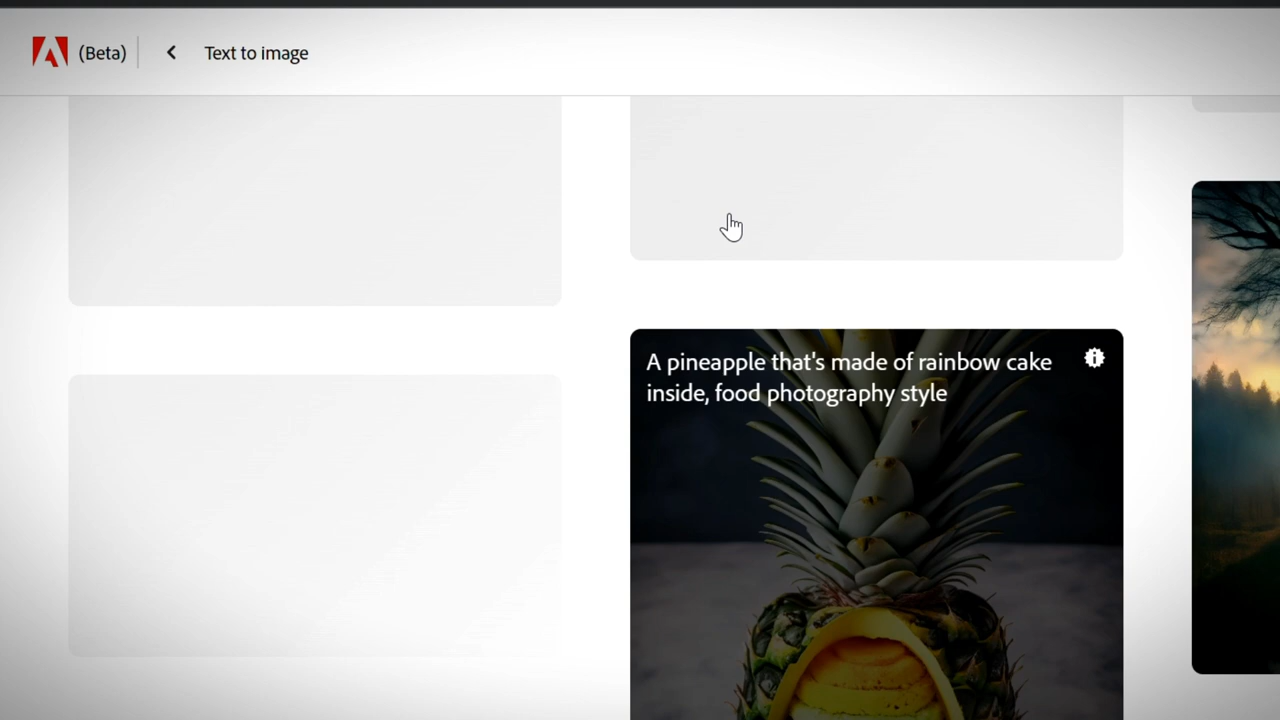 (Beta)
Text to image
A pineapple that's made of rainbow cake
inside, food photography style